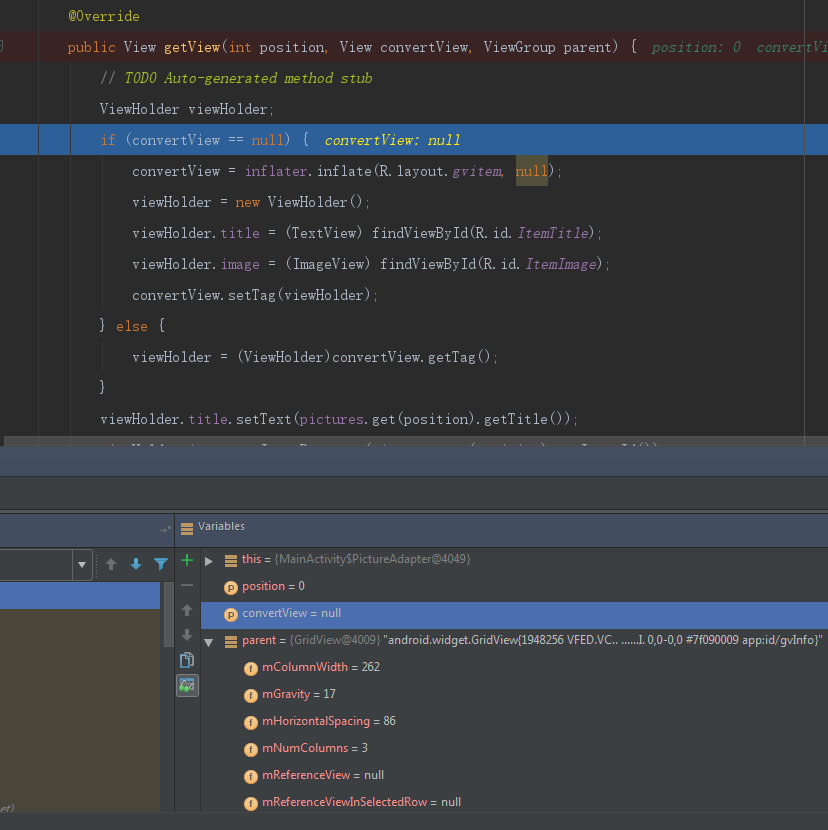 @Override
public View getView(int position, View convertView, ViewGroup parent) { position: 0 convertVi
// TODO Auto-generated method stub
ViewHolder viewHolder;
if (convertView == null) { convertView: null
convertView = inflater.inflate(R.layout.gvitem, null);
viewHolder = new ViewHolder();
viewHolder.title = (TextView) findViewById(R.id.ItemTitle);
viewHolder.image = (ImageView) findViewById(R.id.ItemImage);
convertView.setTag(viewHolder);
} else {
viewHolder = (ViewHolder)convertView.getTag();
}
viewHolder.title.setText(pictures.get(position).getTitle());
Variables
this = {MainActivity$PictureAdapter@4049}
position = 0
convertView = null
parent = {GridView@4009} "android.widget.GridView{1948256 VFED.VC.. ......I. 0,0-0,0 #7f090009 app:id/gvInfo}"
mColumnWidth = 262
mGravity = 17
mHorizontalSpacing = 86
mNumColumns = 3
mReferenceView = null
mReferenceViewInSelectedRow = null